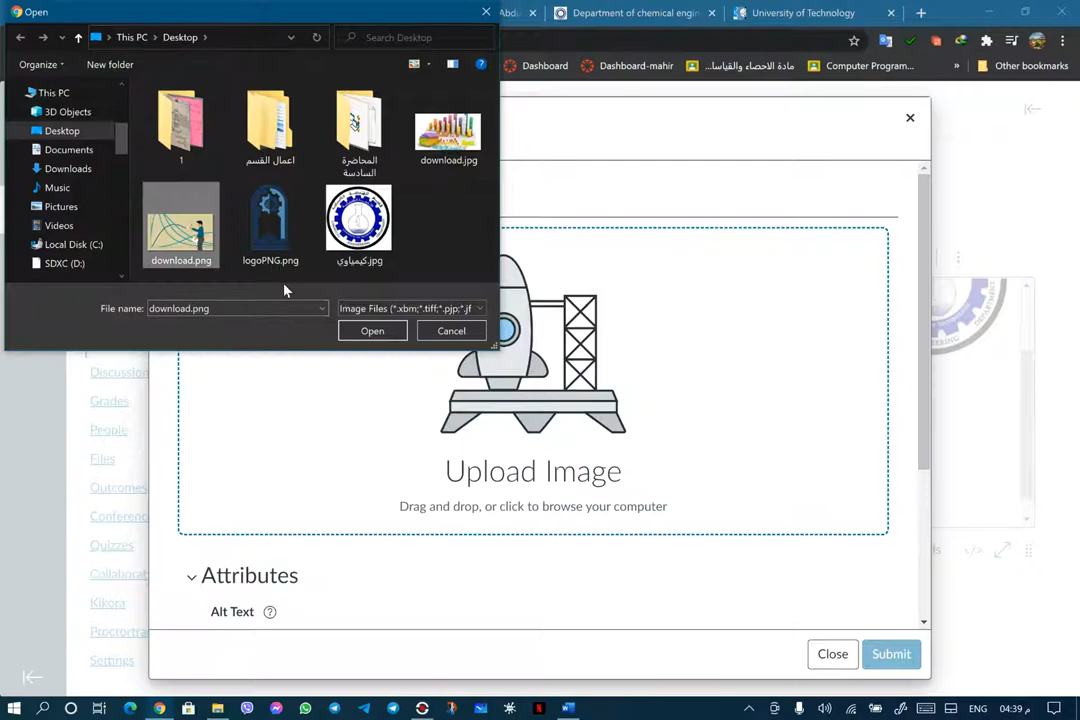 Open
Department of chemical engin
University of Technology
This PC
Desktop
Search Desktop
Organize
New folder
Dashboard
Dashboard-mahir
مادة الاحصاء والقياسا...
Computer Program...
Other bookmarks
This PC
3D Objects
Desktop
Documents
Downloads
Music
Pictures
Videos
Local Disk (C:)
SDXC (D:)
1
اعمال القسم
المحاضرة
السادسة
download.jpg
download.png
logoPNG.png
كيمياوي.jpg
File name:
download.png
Image Files (*.xbm;*.tiff;*.pjp;*.jf
Open
Cancel
Discussion
Grades
People
Files
Outcomes
Conferenc
Quizzes
Collaborat
Kikora
Procrortra
Settings
Upload Image
Drag and drop, or click to browse your computer
Attributes
Alt Text
Close
Submit
ENG
04:39 م